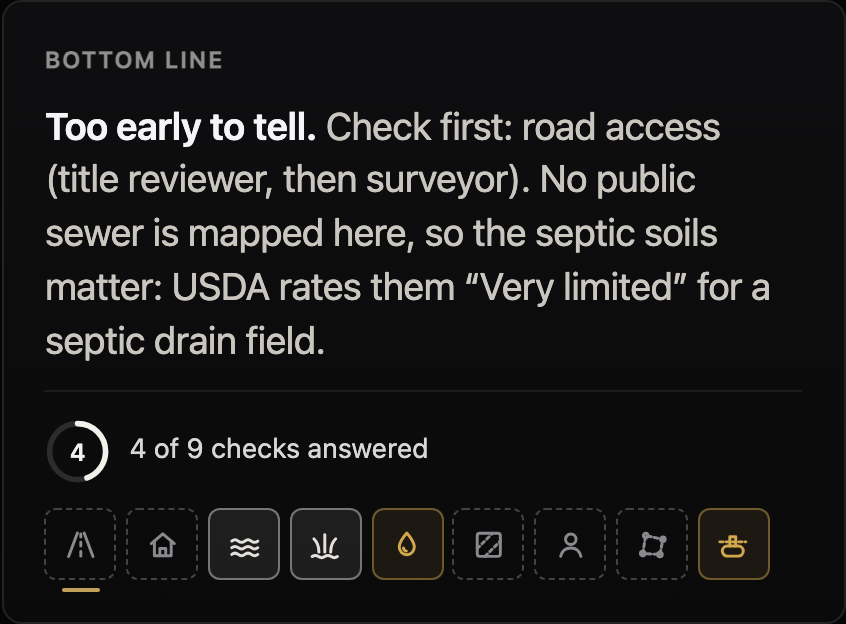 BOTTOM LINE
Too early to tell. Check first: road access
(title reviewer, then surveyor). No public
sewer is mapped here, so the septic soils
matter: USDA rates them “Very limited” for a
septic drain field.
4
4 of 9 checks answered